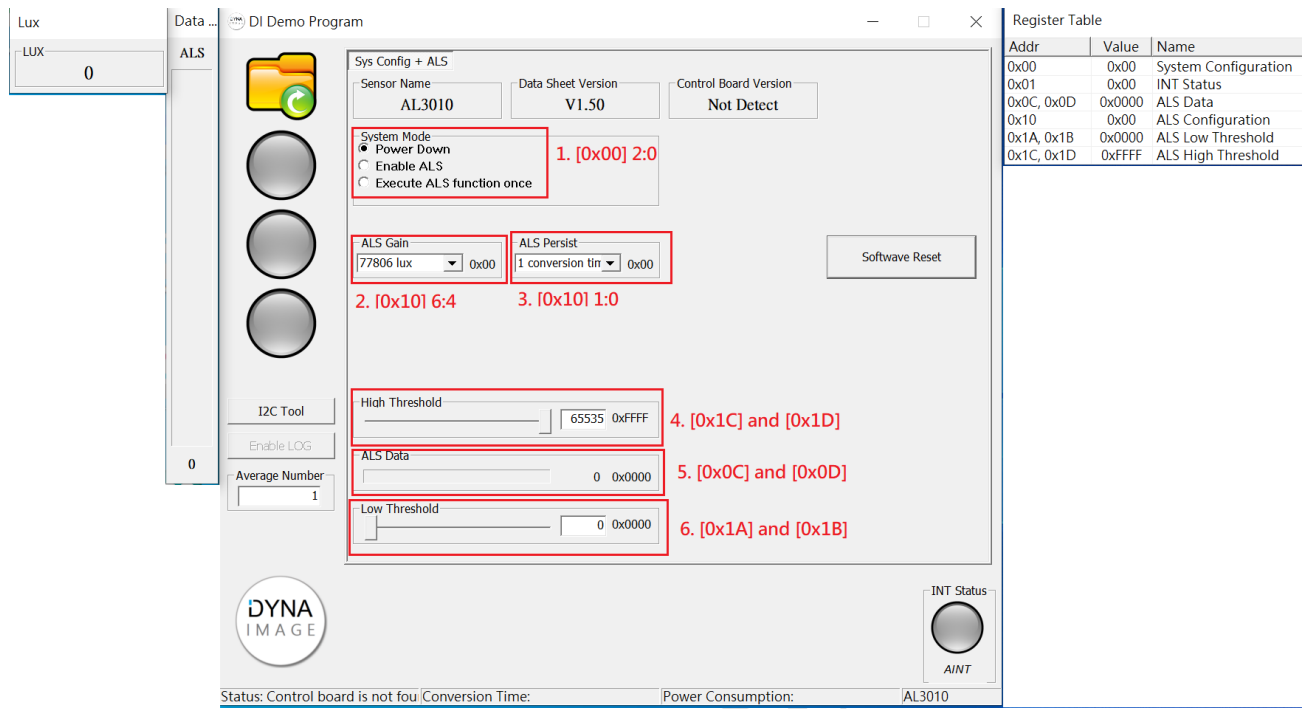 Lux
LUX
0
Data ...
ALS
0
DI Demo Program
Sys Config + ALS
Sensor Name
AL3010
Data Sheet Version
V1.50
Control Board Version
Not Detect
System Mode
Power Down
Enable ALS
Execute ALS function once
1. [0x00] 2:0
ALS Gain
77806 lux
0x00
ALS Persist
1 conversion tim
0x00
Softwave Reset
2. [0x10] 6:4
3. [0x10] 1:0
I2C Tool
Enable LOG
Average Number
1
High Threshold
65535 0xFFFF
4. [0x1C] and [0x1D]
ALS Data
0 0x0000
5. [0x0C] and [0x0D]
Low Threshold
0 0x0000
6. [0x1A] and [0x1B]
DYNA
IMAGE
INT Status
AINT
Status: Control board is not fou
Conversion Time:
Power Consumption:
AL3010
Register Table
Addr Value Name
0x00 0x00 System Configuration
0x01 0x00 INT Status
0x0C, 0x0D 0x0000 ALS Data
0x10 0x00 ALS Configuration
0x1A, 0x1B 0x0000 ALS Low Threshold
0x1C, 0x1D 0xFFFF ALS High Threshold